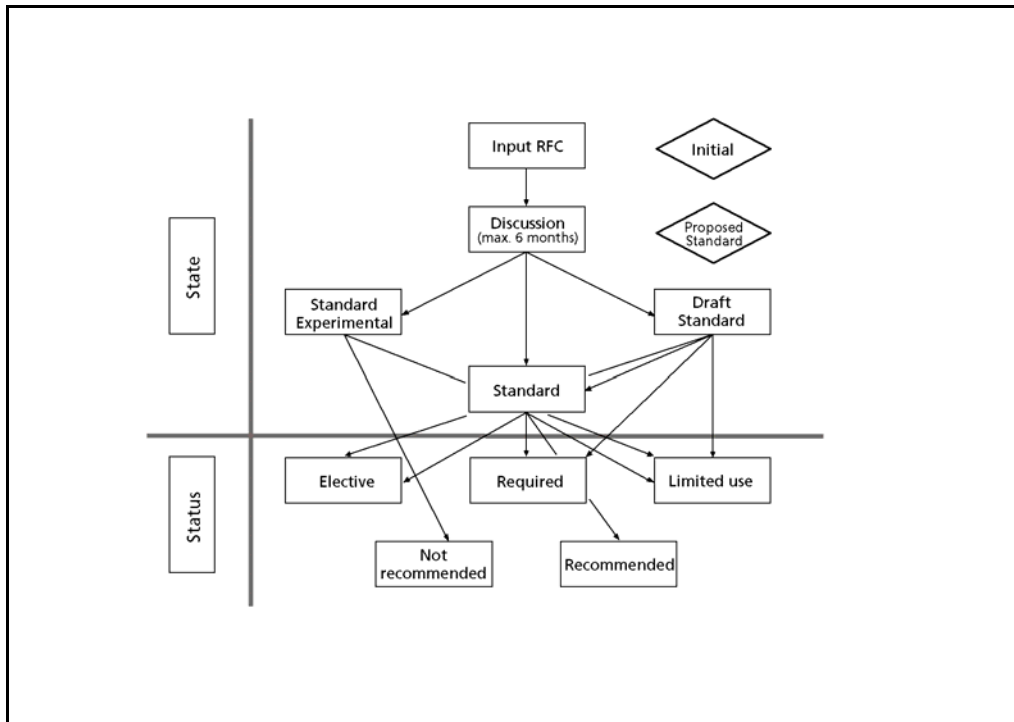 Input RFC
Initial
Discussion
(max. 6 months)
Proposed
Standard
State
Standard
Experimental
Draft
Standard
Standard
Status
Elective
Required
Limited use
Not
recommended
Recommended